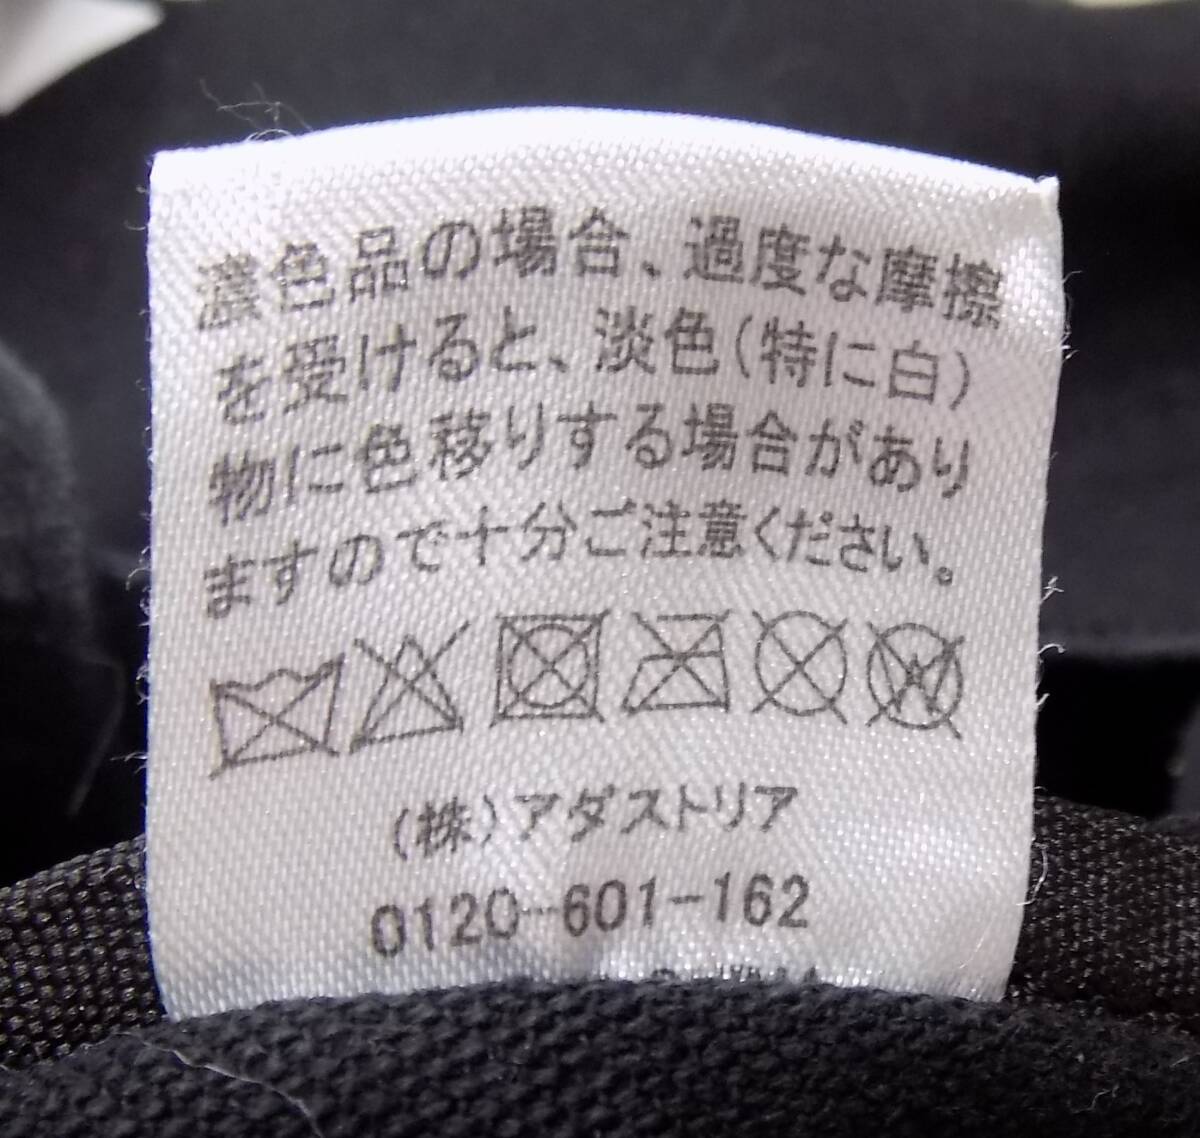 濃色品の場合、過度な摩擦
を受けると、淡色(特に白)
物に色移りする場合があり
ますので十分ご注意ください。
W
(株)アダストリア
0120-601-162